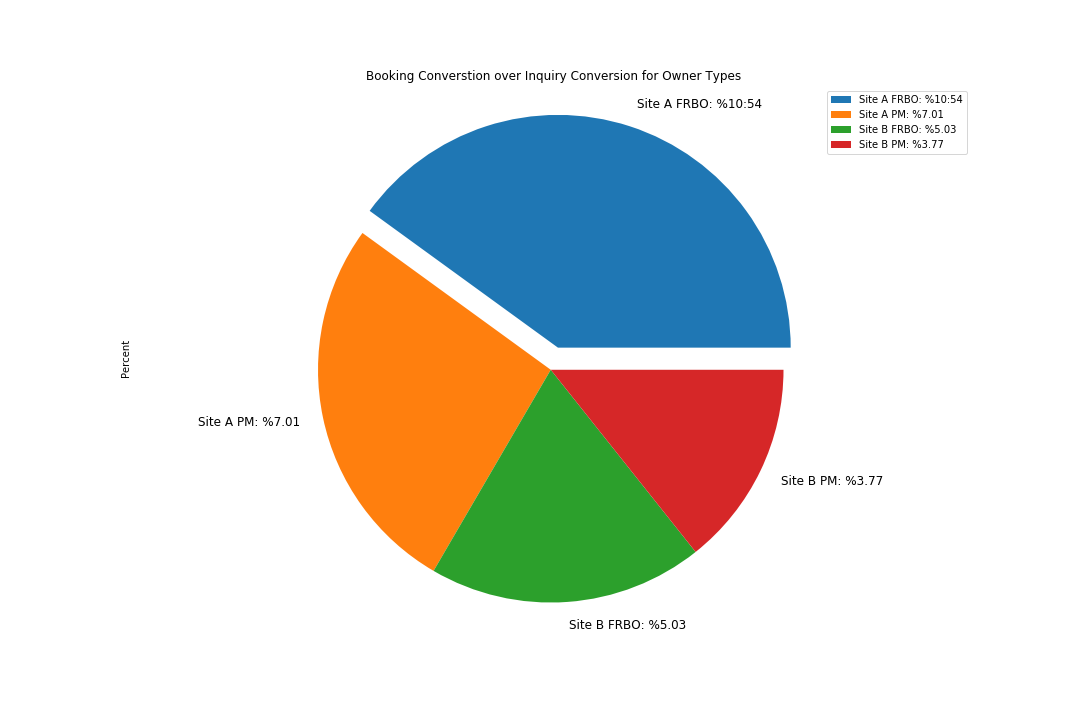 Booking Converstion over Inquiry Conversion for Owner Types
Site A FRBO: %10:54
Site A FRBO: %10:54
Site A PM: %7.01
Site B FRBO: %5.03
Site B PM: %3.77
Percent
Site A PM: %7.01
Site B PM: %3.77
Site B FRBO: %5.03